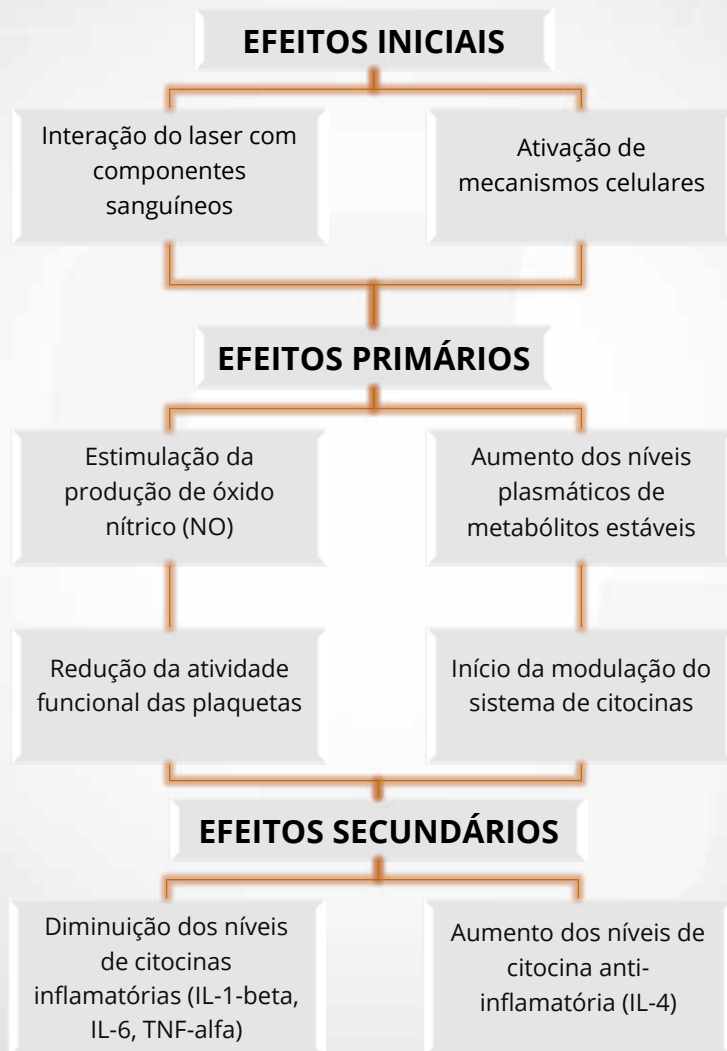 EFEITOS INICIAIS
Interação do laser com
componentes
sanguíneos
Ativação de
mecanismos celulares
EFEITOS PRIMÁRIOS
Estimulação da
produção de óxido
nítrico (NO)
Aumento dos níveis
plasmáticos de
metabólitos estáveis
Redução da atividade
funcional das plaquetas
Início da modulação do
sistema de citocinas
EFEITOS SECUNDÁRIOS
Diminuição dos níveis
de citocinas
inflamatórias (IL-1-beta,
IL-6, TNF-alfa)
Aumento dos níveis de
citocina anti-
inflamatória (IL-4)